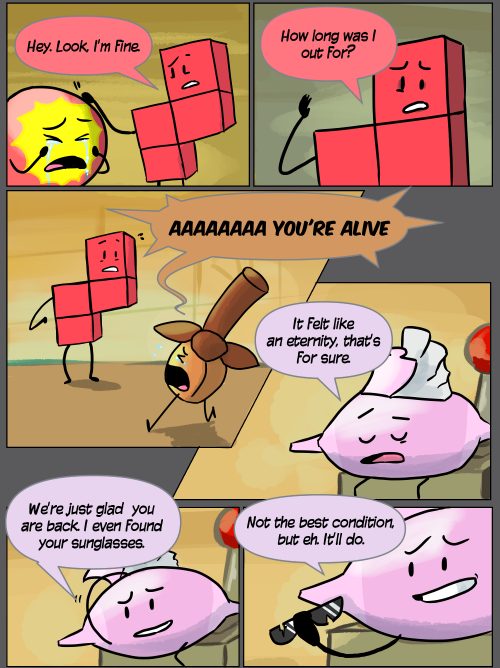 Hey. Look, I'm Fine.
How long was I
out For?
AAAAAAAA YOU'RE ALIVE
It Felt like
an eternity, that's
For sure.
We're just glad you
are back. I even Found
your sunglasses.
Not the best condition,
but eh. It'll do.